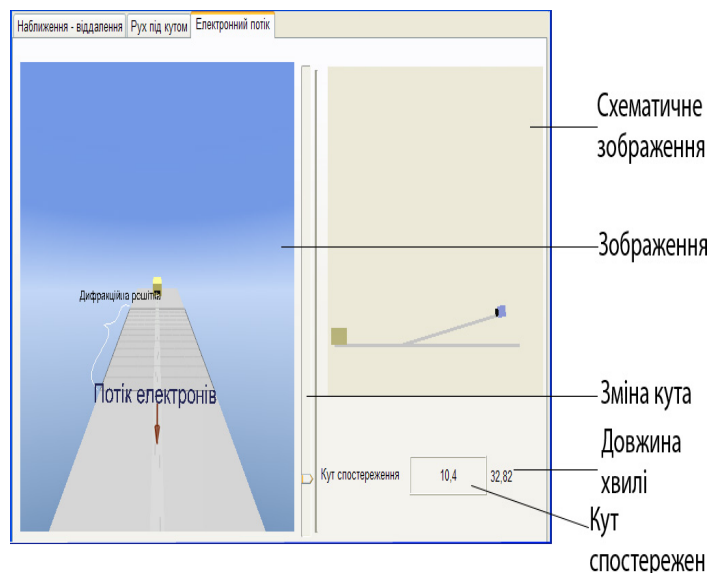 Наближення - віддалення Рух під кутом Електронний потік
Схематичне
зображення
Зображення
Дифракційна рошітка
Потік електронів
Зміна кута
Довжина
хвилі
Кут спостереження 10,4 32,82
Кут
спостережен